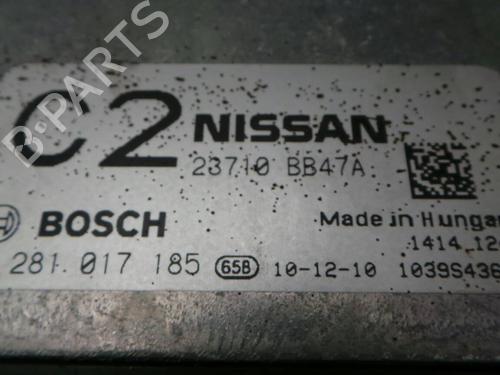 C2 NISSAN
23710 BB47A
BOSCH Made in Hungar
1414 12
281 017 185 65B 10-12-10 1039S436
B-PARTS